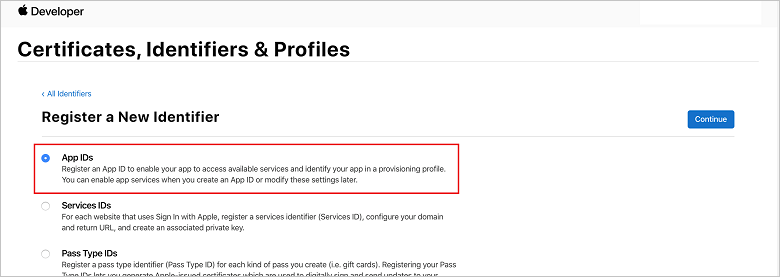 Developer
Certificates, Identifiers & Profiles
‹ All Identifiers
Register a New Identifier
Continue
App IDs
Register an App ID to enable your app to access available services and identify your app in a provisioning profile.
You can enable app services when you create an App ID or modify these settings later.
Services IDs
For each website that uses Sign In with Apple, register a services identifier (Services ID), configure your domain
and return URL, and create an associated private key.
Pass Type IDs
Register a pass type identifier (Pass Type ID) for each kind of pass you create (i.e. gift cards). Registering your Pass
Type IDs lets you generate Apple-issued certificates which are used to digitally sign and send updates to your